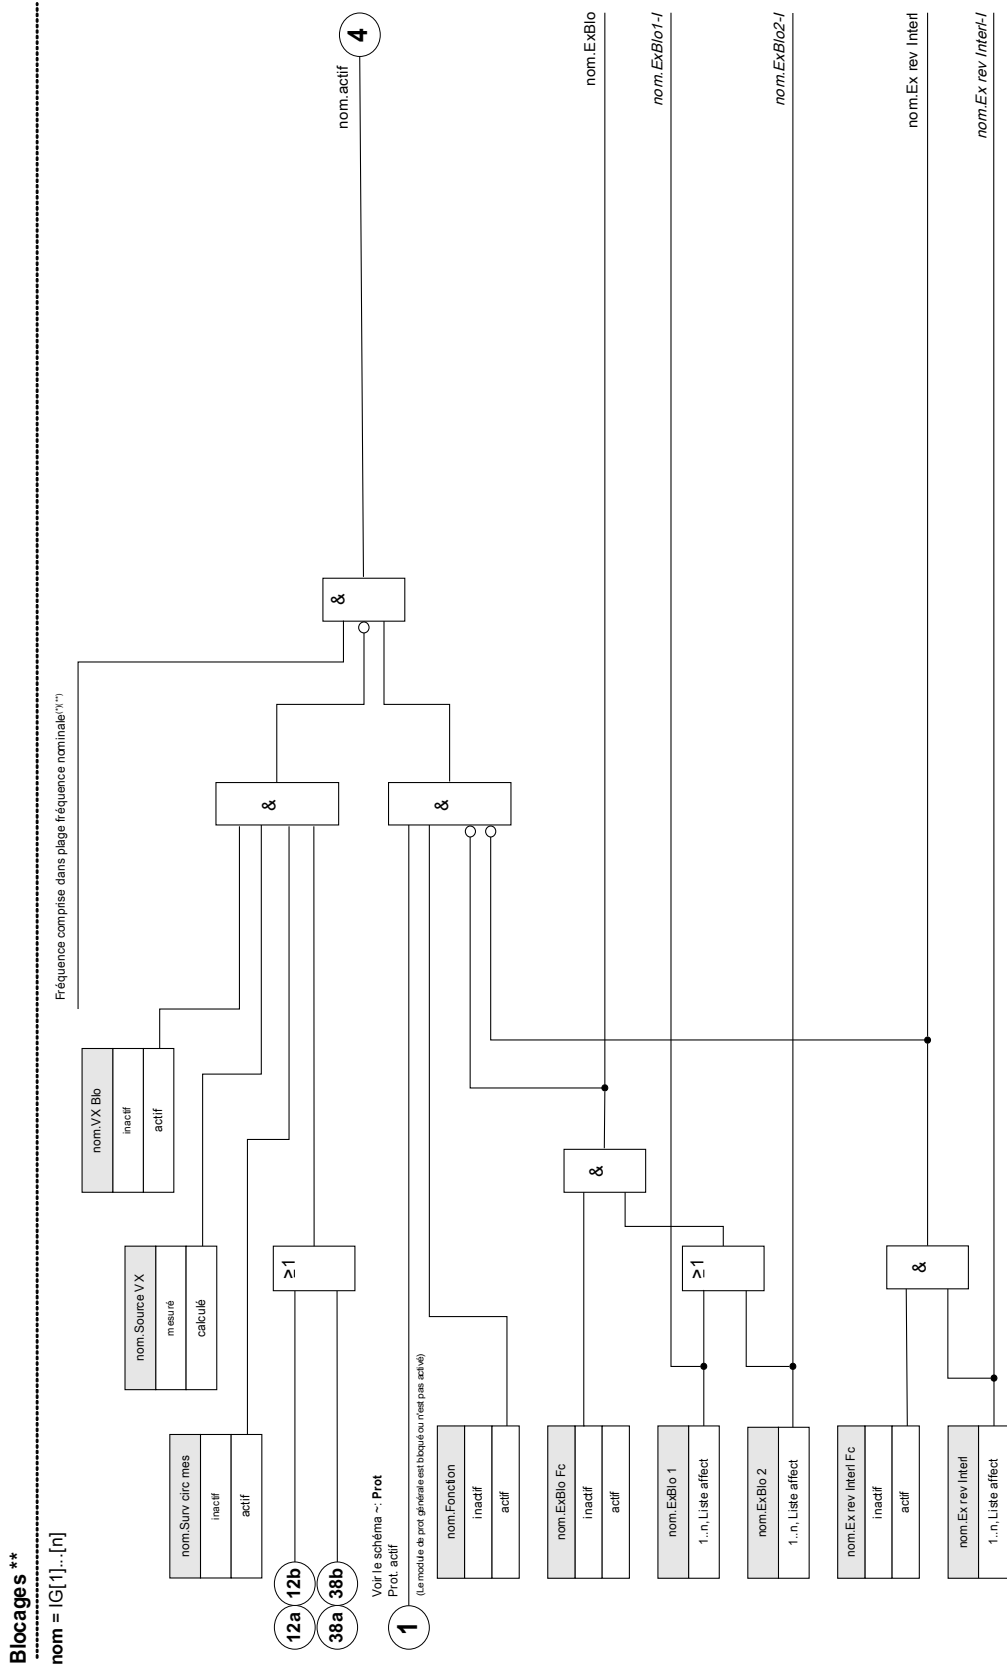 Blocages **
nom = IG[1]...[n]
Fréquence comprise dans plage fréquence nominale(*)(**)
nom.VX Blo
inactif
actif
nom.Source VX
mesuré
calculé
nom.Surv circ mes
inactif
actif
12a
12b
38a
38b
≥1
&
&
&
nom.actif
4
Voir le schéma ~: Prot
Prot. actif
(Le module de prot générale est bloqué ou n'est pas activé)
1
nom.Fonction
inactif
actif
nom.ExBlo Fc
inactif
actif
&
nom.ExBlo
nom.ExBlo 1
1..n, Liste affect
≥1
nom.ExBlo1-I
nom.ExBlo 2
1..n, Liste affect
nom.ExBlo2-I
nom.Ex rev Interl Fc
inactif
actif
&
nom.Ex rev Interl
nom.Ex rev Interl
1..n, Liste affect
nom.Ex rev Interl-I